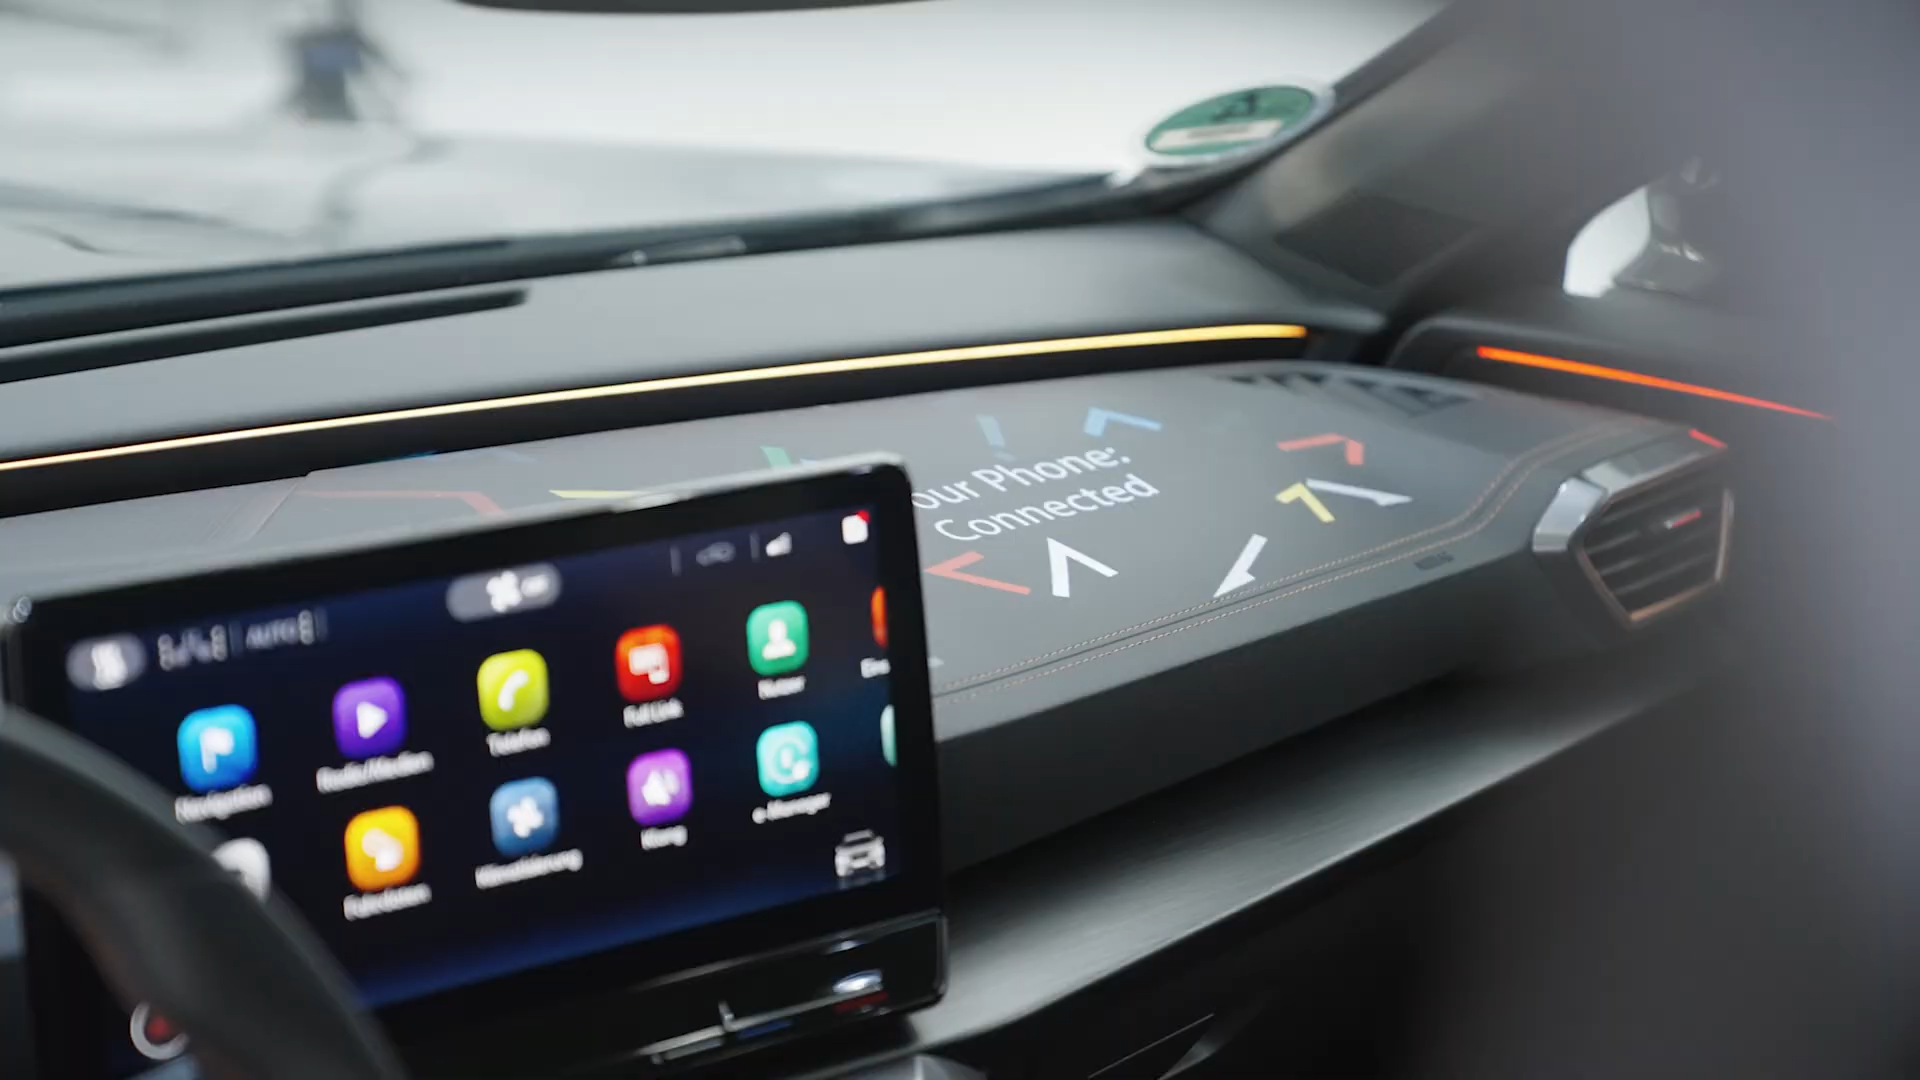 our Phone:
Connected
AUTO
Navigation
Radio/Medien
Telefon
Full Link
Nutzer
Fahrdaten
Klimatisierung
Klang
e-Manager